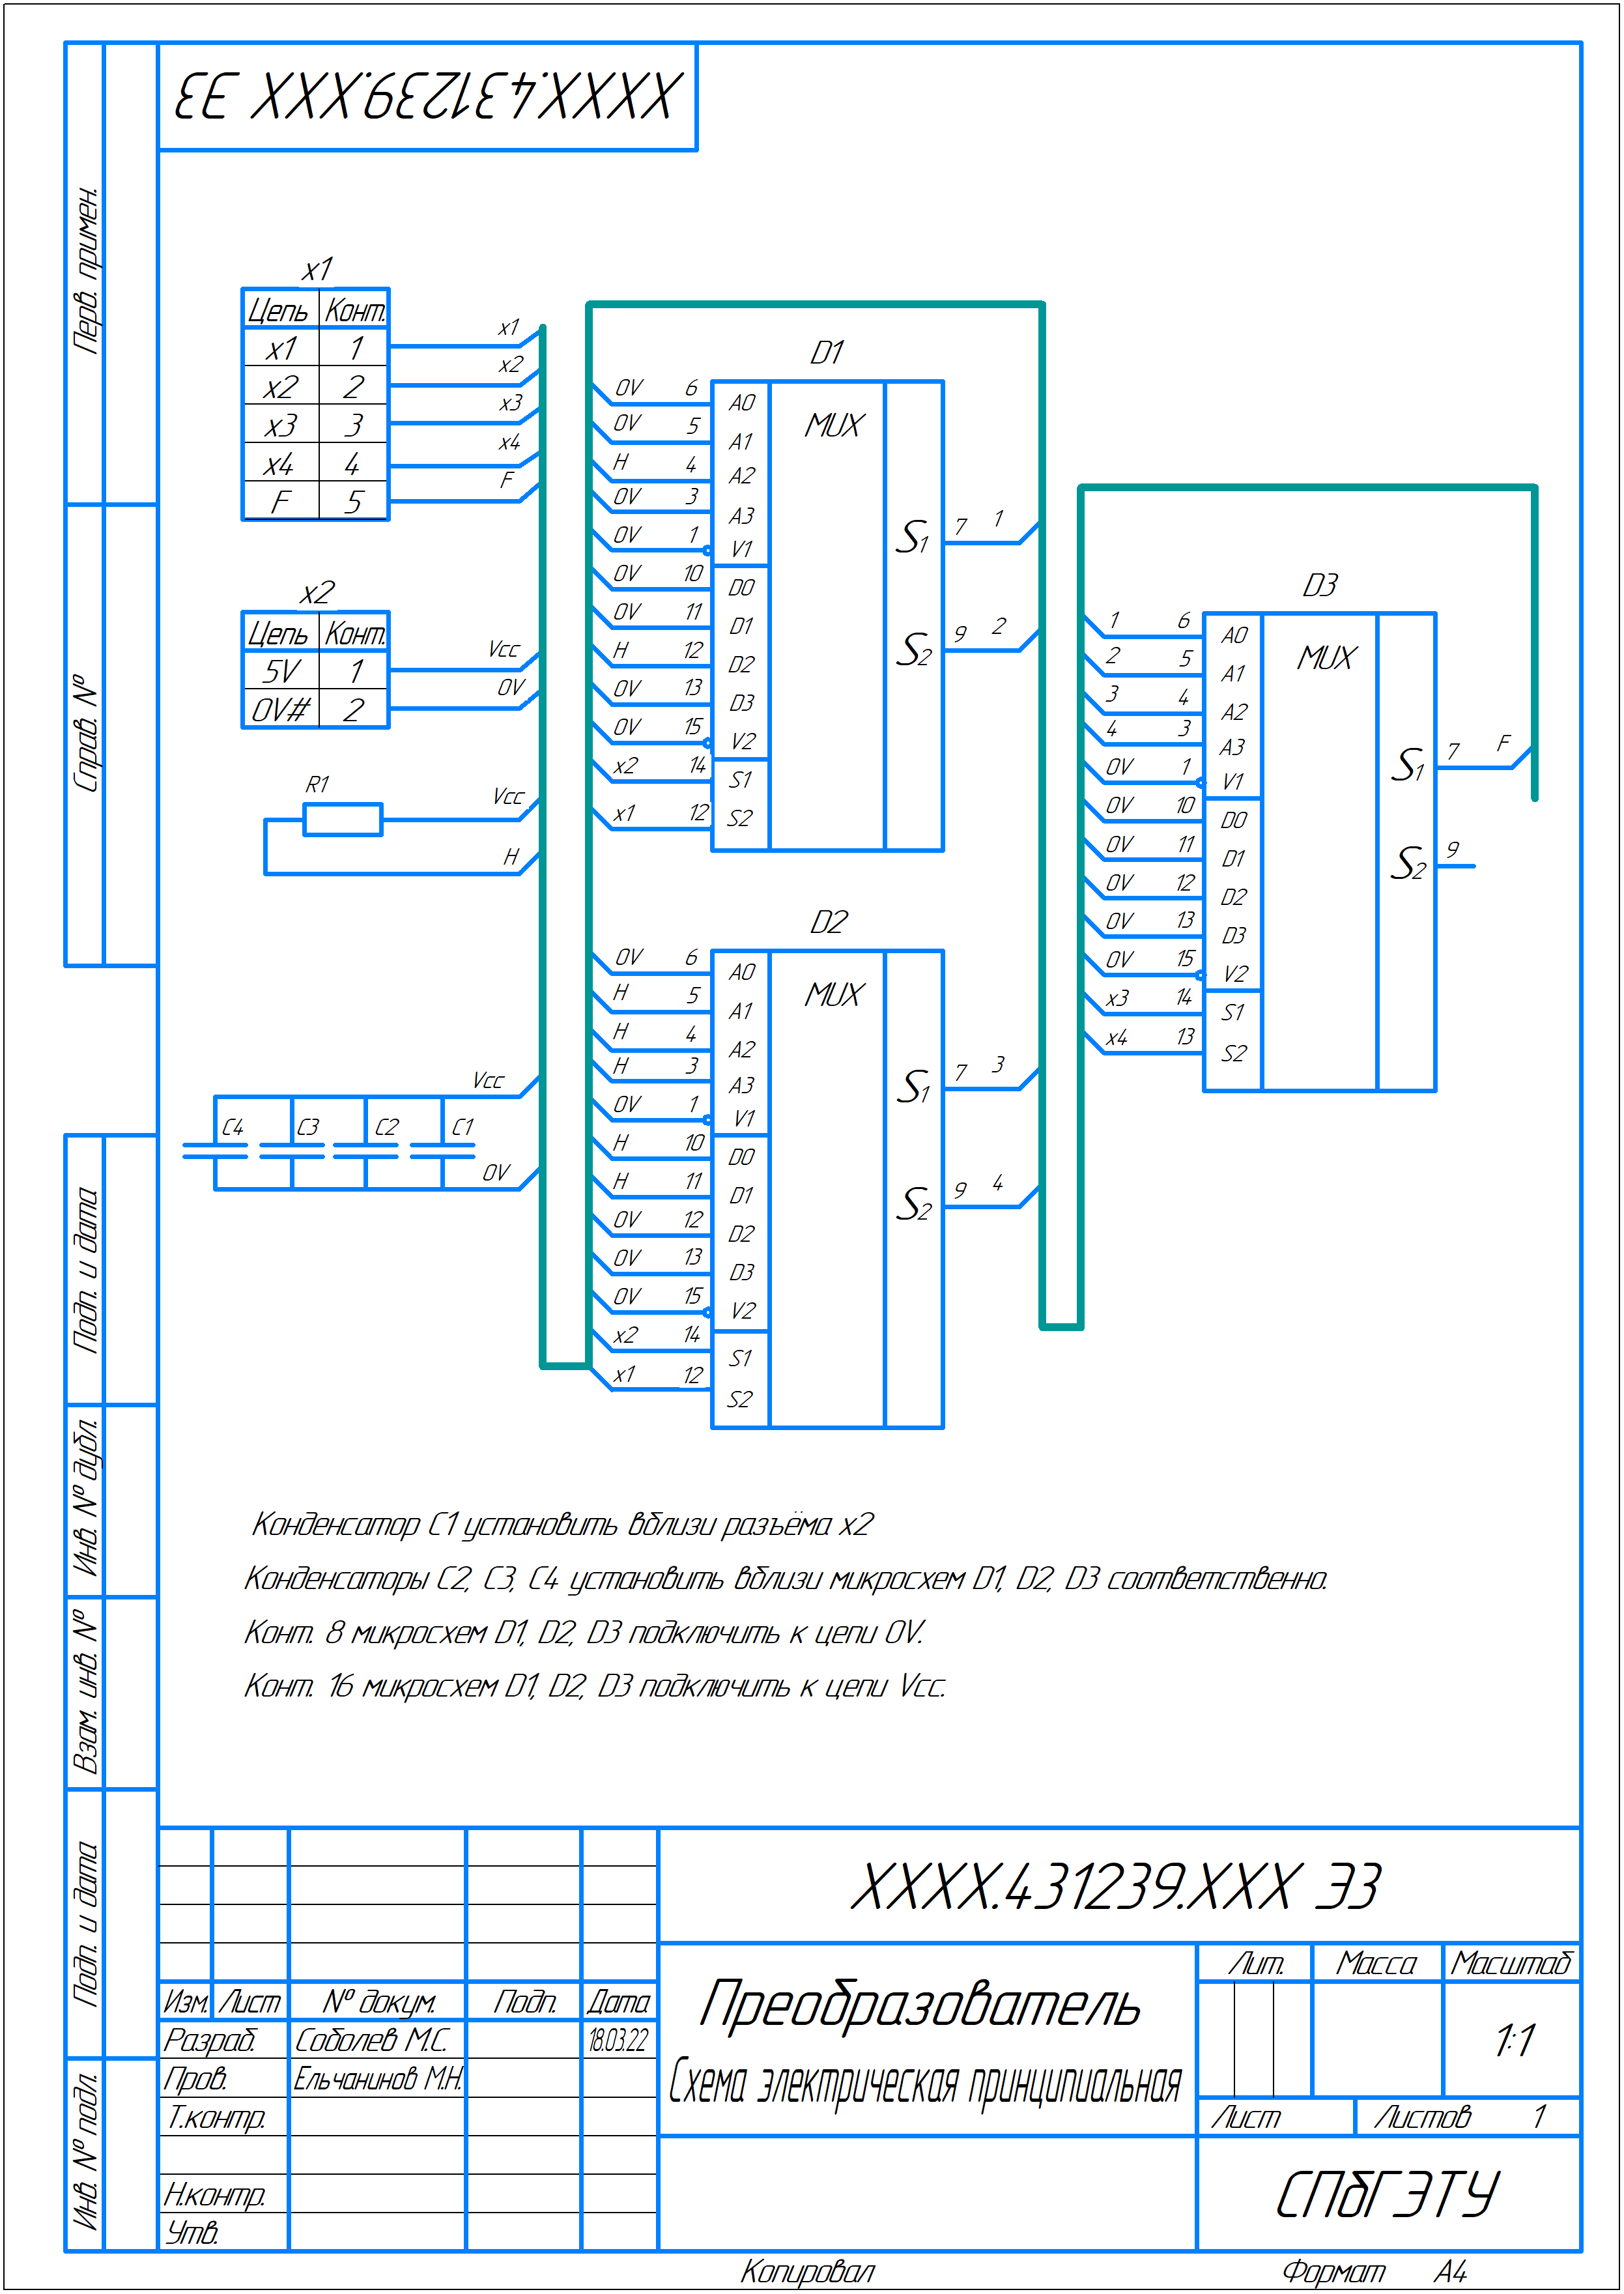 XXXX.431239.XXX Э3
Перв. примен.
Справ. №
Подп. и дата
Инв. № дубл.
Взам. инв. №
Подп. и дата
Инв. № подл.
x1
Цепь Конт.
x1 1
x2 2
x3 3
x4 4
F 5
x1
x2
x3
x4
F
x2
Цепь Конт.
5V 1
0V# 2
Vcc
0V
R1
Vcc
H
Vcc
C4 C3 C2 C1
0V
D1
MUX
0V 6 A0
0V 5 A1
H 4 A2
0V 3 A3
0V 1 V1
0V 10 D0
0V 11 D1
H 12 D2
0V 13 D3
0V 15 V2
x2 14 S1
x1 12 S2
S1 7 1
S2 9 2
D2
MUX
0V 6 A0
H 5 A1
H 4 A2
H 3 A3
0V 1 V1
H 10 D0
H 11 D1
0V 12 D2
0V 13 D3
0V 15 V2
x2 14 S1
x1 12 S2
S1 7 3
S2 9 4
D3
MUX
1 6 A0
2 5 A1
3 4 A2
4 3 A3
0V 1 V1
0V 10 D0
0V 11 D1
0V 12 D2
0V 13 D3
0V 15 V2
x3 14 S1
x4 13 S2
S1 7 F
S2 9
Конденсатор C1 установить вблизи разъёма x2
Конденсаторы C2, C3, C4 установить вблизи микросхем D1, D2, D3 соответственно.
Конт. 8 микросхем D1, D2, D3 подключить к цепи 0V.
Конт. 16 микросхем D1, D2, D3 подключить к цепи Vcc.
XXXX.431239.XXX Э3
Изм. Лист № докум. Подп. Дата
Разраб. Соболев М.С. 18.03.22
Пров. Ельчанинов М.Н.
Т.контр.
Н.контр.
Утв.
Преобразователь
Схема электрическая принципиальная
Лит. Масса Масштаб
1:1
Лист Листов 1
СПбГЭТУ
Копировал Формат А4